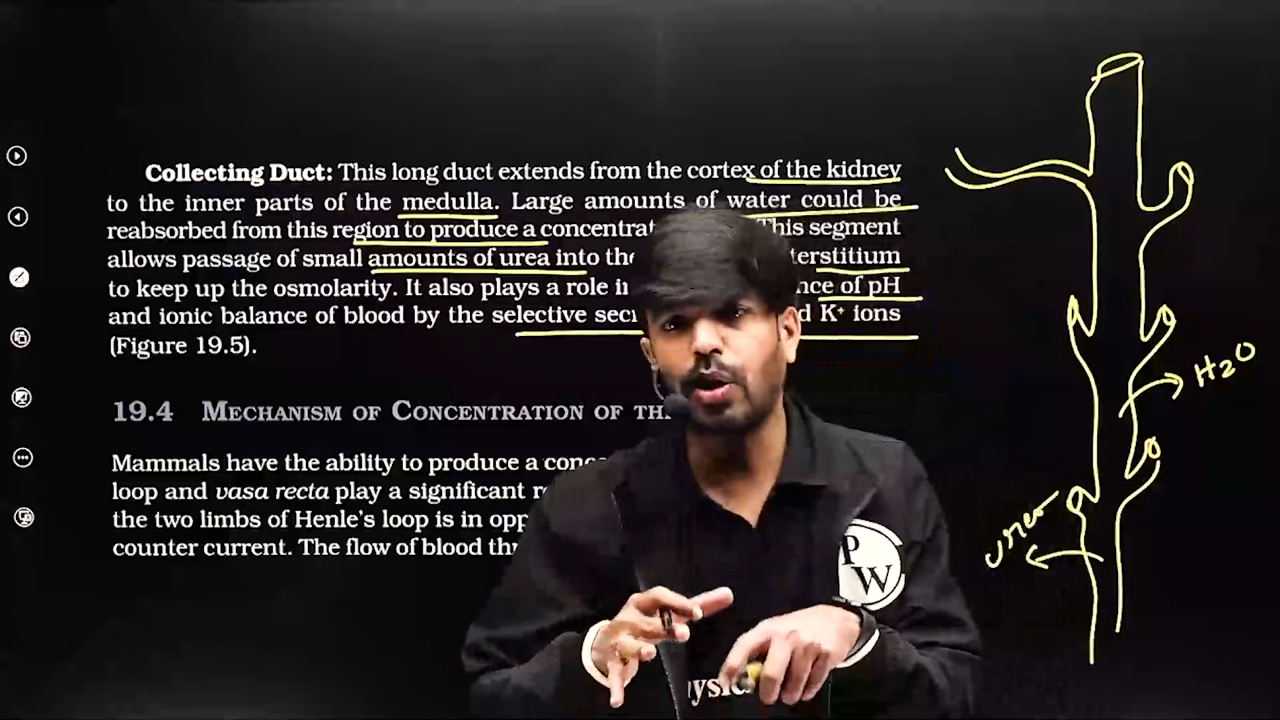 Collecting Duct: This long duct extends from the cortex of the kidney
to the inner parts of the medulla. Large amounts of water could be
reabsorbed from this region to produce a concentrat This segment
allows passage of small amounts of urea into the terstitium
to keep up the osmolarity. It also plays a role in nce of pH
and ionic balance of blood by the selective secr d K⁺ ions
(Figure 19.5).
H2O
19.4 MECHANISM OF CONCENTRATION OF TH
Mammals have the ability to produce a conc
loop and vasa recta play a significant r
the two limbs of Henle's loop is in opp
counter current. The flow of blood thr
urea
P
W
ysic